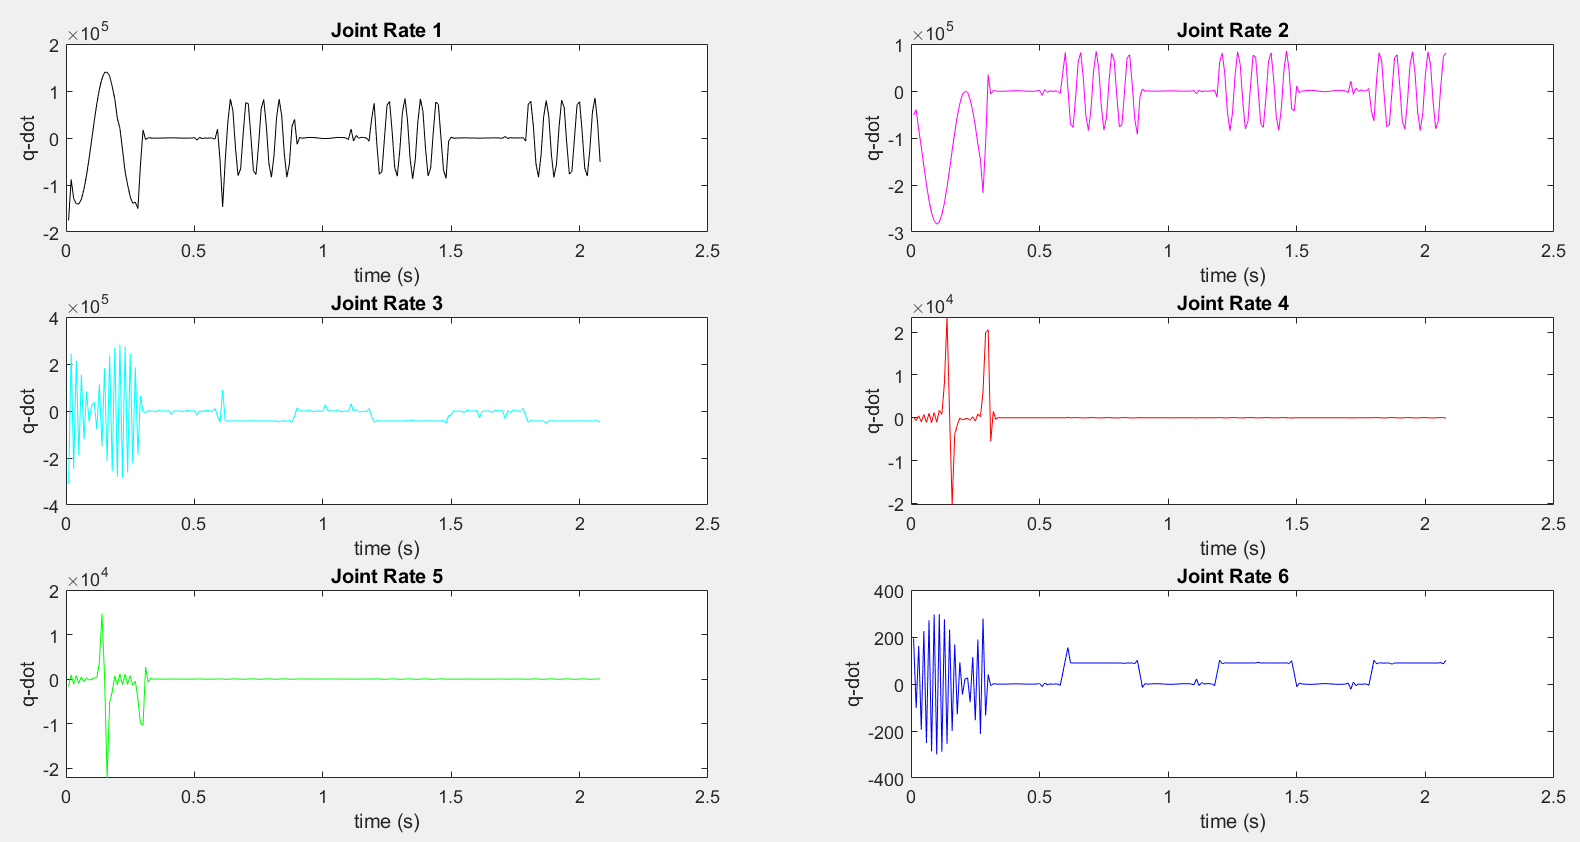 Joint Rate 1
×10^5
2
1
0
-1
-2
q-dot
0 0.5 1 1.5 2 2.5
time (s)
Joint Rate 2
×10^5
1
0
-1
-2
-3
q-dot
0 0.5 1 1.5 2 2.5
time (s)
Joint Rate 3
×10^5
4
2
0
-2
-4
q-dot
0 0.5 1 1.5 2 2.5
time (s)
Joint Rate 4
×10^4
2
1
0
-1
-2
q-dot
0 0.5 1 1.5 2 2.5
time (s)
Joint Rate 5
×10^4
2
1
0
-1
-2
q-dot
0 0.5 1 1.5 2 2.5
time (s)
Joint Rate 6
400
200
0
-200
-400
q-dot
0 0.5 1 1.5 2 2.5
time (s)